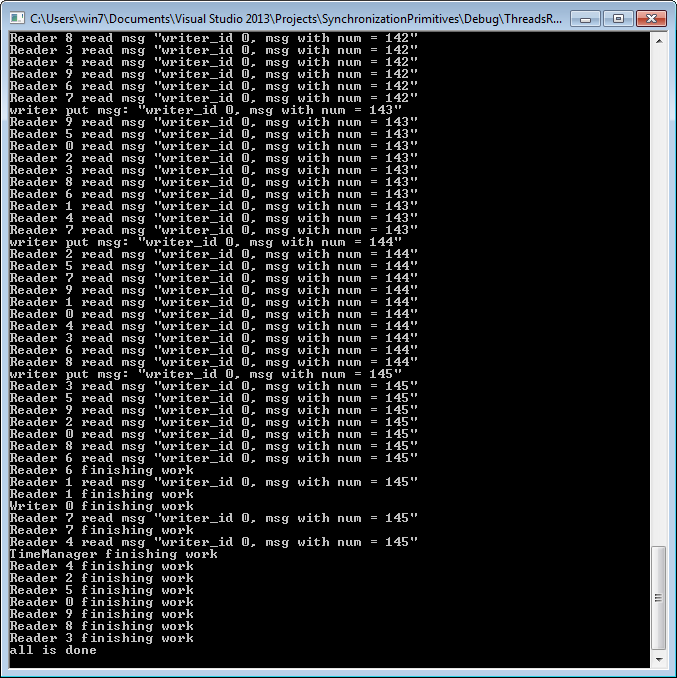 C:\Users\win7\Documents\Visual Studio 2013\Projects\SynchronizationPrimitives\Debug\ThreadsR...
Reader 8 read msg "writer_id 0, msg with num = 142"
Reader 3 read msg "writer_id 0, msg with num = 142"
Reader 4 read msg "writer_id 0, msg with num = 142"
Reader 9 read msg "writer_id 0, msg with num = 142"
Reader 6 read msg "writer_id 0, msg with num = 142"
Reader 7 read msg "writer_id 0, msg with num = 142"
writer put msg: "writer_id 0, msg with num = 143"
Reader 9 read msg "writer_id 0, msg with num = 143"
Reader 5 read msg "writer_id 0, msg with num = 143"
Reader 0 read msg "writer_id 0, msg with num = 143"
Reader 2 read msg "writer_id 0, msg with num = 143"
Reader 3 read msg "writer_id 0, msg with num = 143"
Reader 8 read msg "writer_id 0, msg with num = 143"
Reader 6 read msg "writer_id 0, msg with num = 143"
Reader 1 read msg "writer_id 0, msg with num = 143"
Reader 4 read msg "writer_id 0, msg with num = 143"
Reader 7 read msg "writer_id 0, msg with num = 143"
writer put msg: "writer_id 0, msg with num = 144"
Reader 2 read msg "writer_id 0, msg with num = 144"
Reader 5 read msg "writer_id 0, msg with num = 144"
Reader 7 read msg "writer_id 0, msg with num = 144"
Reader 9 read msg "writer_id 0, msg with num = 144"
Reader 1 read msg "writer_id 0, msg with num = 144"
Reader 0 read msg "writer_id 0, msg with num = 144"
Reader 4 read msg "writer_id 0, msg with num = 144"
Reader 3 read msg "writer_id 0, msg with num = 144"
Reader 6 read msg "writer_id 0, msg with num = 144"
Reader 8 read msg "writer_id 0, msg with num = 144"
writer put msg: "writer_id 0, msg with num = 145"
Reader 3 read msg "writer_id 0, msg with num = 145"
Reader 5 read msg "writer_id 0, msg with num = 145"
Reader 9 read msg "writer_id 0, msg with num = 145"
Reader 2 read msg "writer_id 0, msg with num = 145"
Reader 0 read msg "writer_id 0, msg with num = 145"
Reader 8 read msg "writer_id 0, msg with num = 145"
Reader 6 read msg "writer_id 0, msg with num = 145"
Reader 6 finishing work
Reader 1 read msg "writer_id 0, msg with num = 145"
Reader 1 finishing work
Writer 0 finishing work
Reader 7 read msg "writer_id 0, msg with num = 145"
Reader 7 finishing work
Reader 4 read msg "writer_id 0, msg with num = 145"
TimeManager finishing work
Reader 4 finishing work
Reader 2 finishing work
Reader 5 finishing work
Reader 0 finishing work
Reader 9 finishing work
Reader 8 finishing work
Reader 3 finishing work
all is done